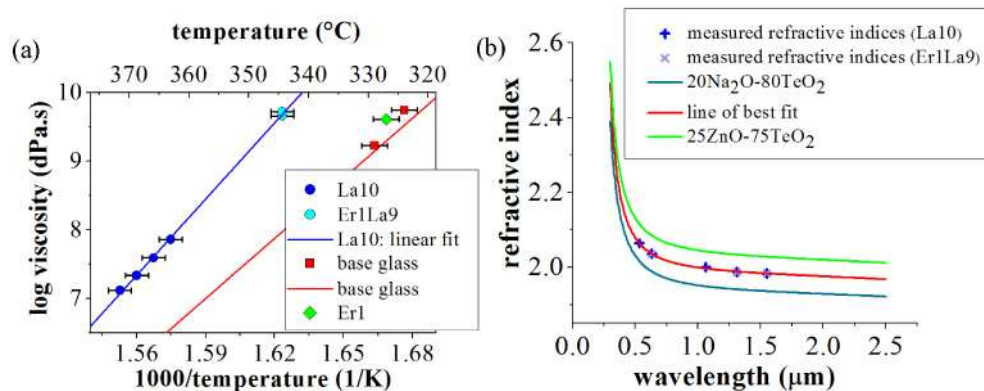 (a)
temperature (°C)
370 360 350 340 330 320
log viscosity (dPa.s)
10
9
8
7
La10
Er1La9
La10: linear fit
base glass
base glass
Er1
1.56 1.59 1.62 1.65 1.68
1000/temperature (1/K)
(b)
measured refractive indices (La10)
measured refractive indices (Er1La9)
20Na₂O-80TeO₂
line of best fit
25ZnO-75TeO₂
refractive index
2.6
2.4
2.2
2.0
1.8
0.0 0.5 1.0 1.5 2.0 2.5
wavelength (μm)